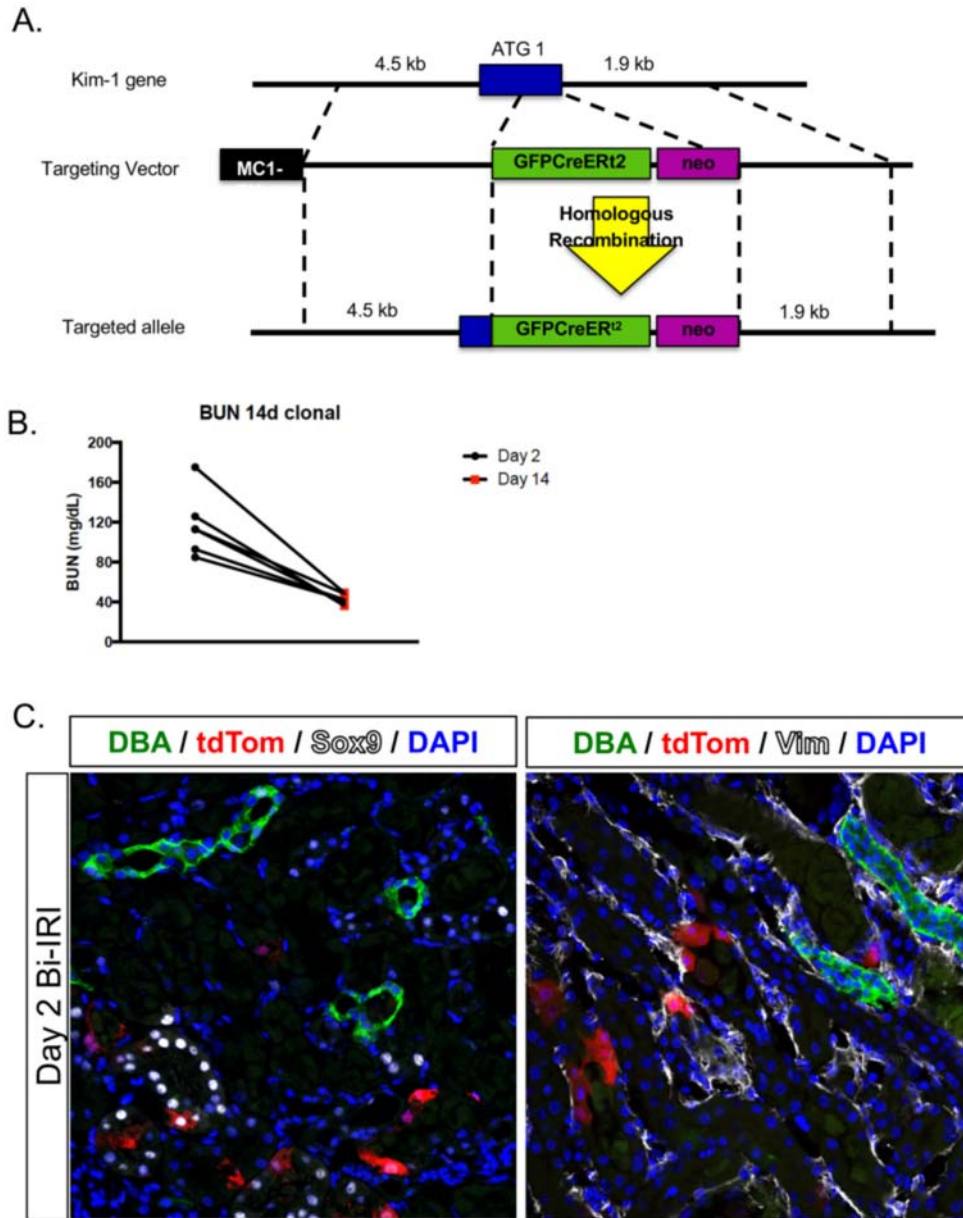 A.
ATG 1
4.5 kb
1.9 kb
Kim-1 gene
Targeting Vector
MC1-
GFPCreERt2
neo
Homologous
Recombination
4.5 kb
1.9 kb
Targeted allele
GFPCreERt2
neo
B.
BUN 14d clonal
BUN (mg/dL)
200
160
120
80
40
0
Day 2
Day 14
C.
DBA / tdTom / Sox9 / DAPI
DBA / tdTom / Vim / DAPI
Day 2 Bi-IRI